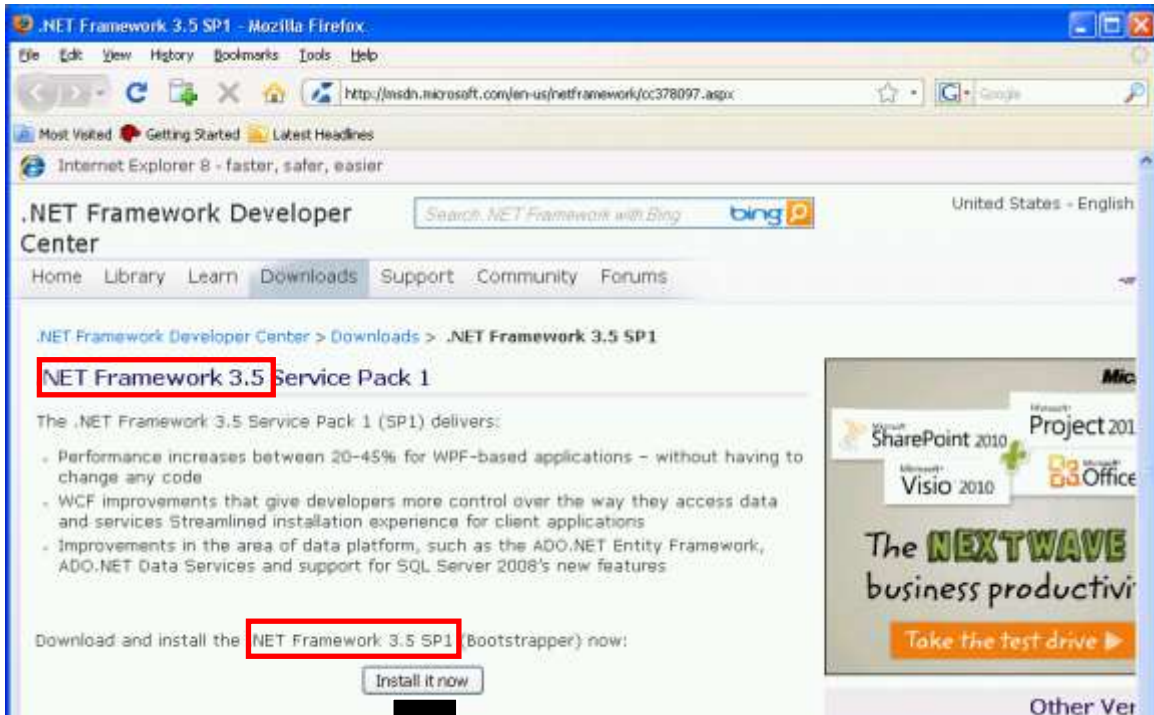 .NET Framework 3.5 SP1 - Mozilla Firefox
File Edit View History Bookmarks Tools Help
http://msdn.microsoft.com/en-us/netframework/cc378097.aspx
G Google
Most Visited Getting Started Latest Headlines
Internet Explorer 8 - faster, safer, easier
.NET Framework Developer
Center
Search .NET Framework with Bing bing
United States - English
Home Library Learn Downloads Support Community Forums
.NET Framework Developer Center > Downloads > .NET Framework 3.5 SP1
NET Framework 3.5 Service Pack 1
The .NET Framework 3.5 Service Pack 1 (SP1) delivers:
Performance increases between 20-45% for WPF-based applications – without having to
change any code
WCF improvements that give developers more control over the way they access data
and services Streamlined installation experience for client applications
Improvements in the area of data platform, such as the ADO.NET Entity Framework,
ADO.NET Data Services and support for SQL Server 2008's new features
Download and install the NET Framework 3.5 SP1 (Bootstrapper) now:
Install it now
Mic
Microsoft
SharePoint 2010
Microsoft
Project 201
Microsoft
Visio 2010
Microsoft
Office
The NEXT WAVE
business productivi
Take the test drive
Other Ver